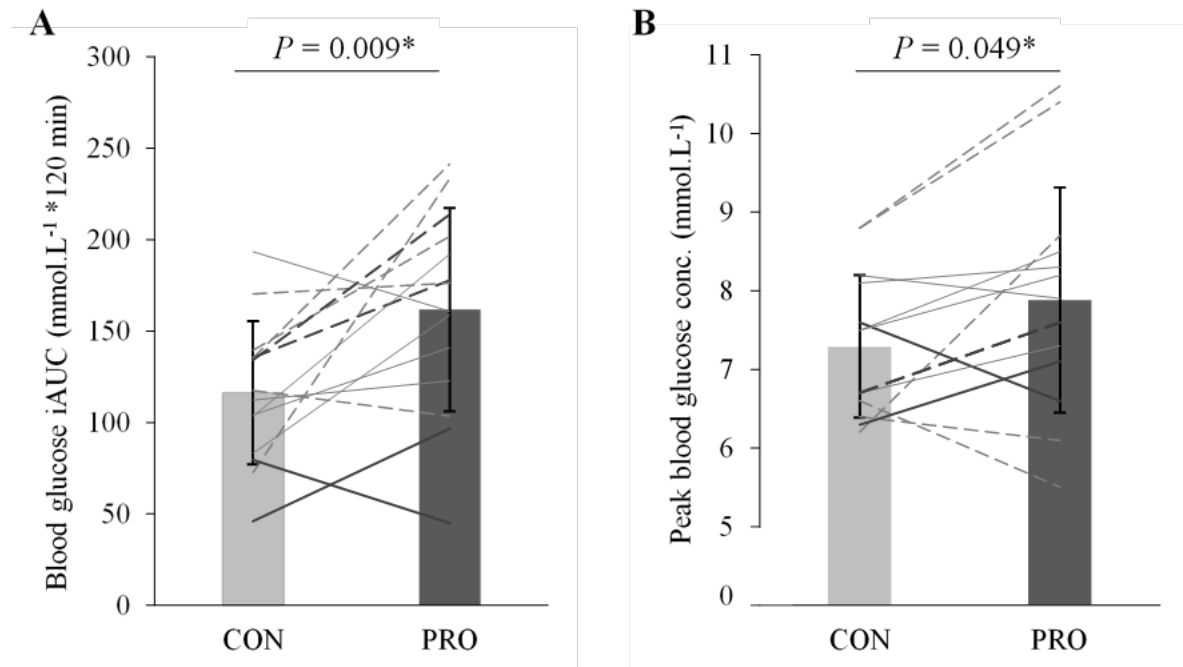 A
P = 0.009*
Blood glucose iAUC (mmol.L⁻¹ *120 min)
300
250
200
150
100
50
0
CON PRO
B
P = 0.049*
Peak blood glucose conc. (mmol.L⁻¹)
11
10
9
8
7
6
5
0
CON PRO